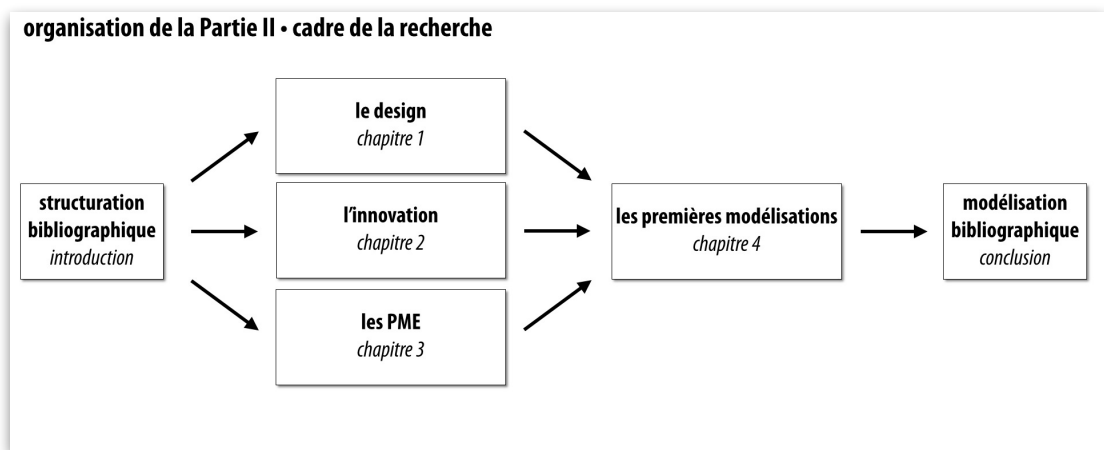 organisation de la Partie II • cadre de la recherche
structuration
bibliographique
introduction
le design
chapitre 1
l'innovation
chapitre 2
les PME
chapitre 3
les premières modélisations
chapitre 4
modélisation
bibliographique
conclusion